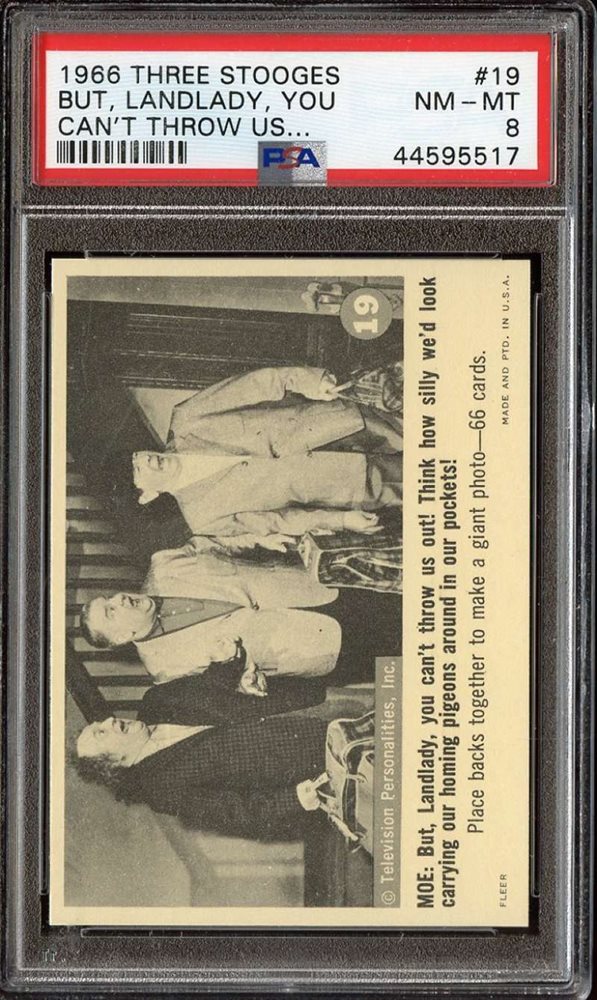 1966 THREE STOOGES #19
BUT, LANDLADY, YOU NM - MT
CAN'T THROW US... 8
PSA 44595517
19
© Television Personalities, Inc.
MOE: But, Landlady, you can't throw us out! Think how silly we'd look
carrying our homing pigeons around in our pockets!
Place backs together to make a giant photo—66 cards.
FLEER MADE AND PTD. IN U.S.A.